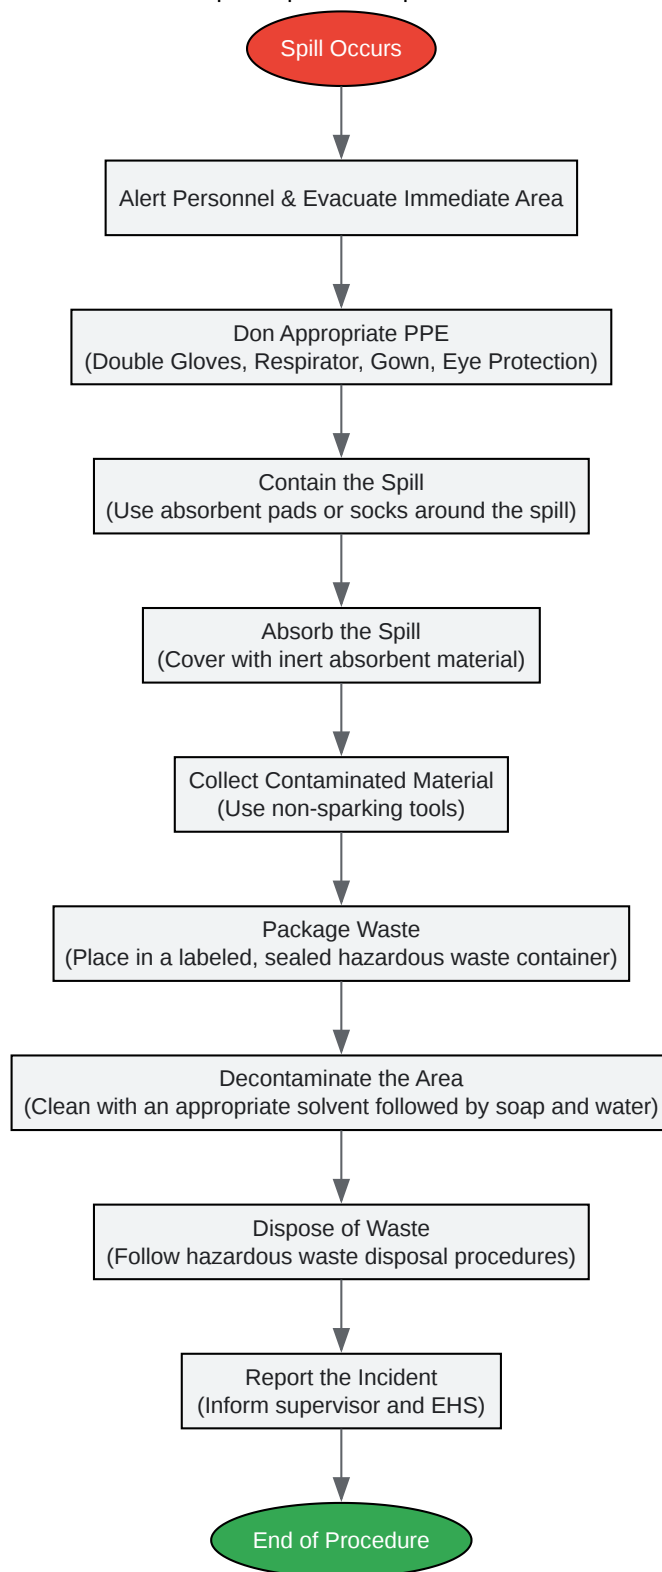 Spill Occurs
Alert Personnel & Evacuate Immediate Area
Don Appropriate PPE
(Double Gloves, Respirator, Gown, Eye Protection)
Contain the Spill
(Use absorbent pads or socks around the spill)
Absorb the Spill
(Cover with inert absorbent material)
Collect Contaminated Material
(Use non-sparking tools)
Package Waste
(Place in a labeled, sealed hazardous waste container)
Decontaminate the Area
(Clean with an appropriate solvent followed by soap and water)
Dispose of Waste
(Follow hazardous waste disposal procedures)
Report the Incident
(Inform supervisor and EHS)
End of Procedure